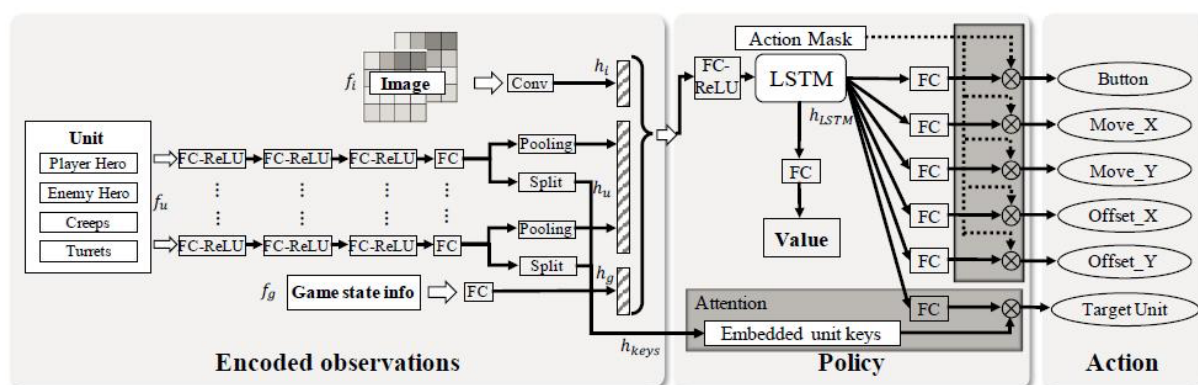 f_i
Image
Conv
h_i
Unit
Player Hero
Enemy Hero
Creeps
Turrets
f_u
FC-ReLU
FC-ReLU
FC-ReLU
FC
Pooling
Split
h_u
FC-ReLU
FC-ReLU
FC-ReLU
FC
Pooling
Split
f_g
Game state info
FC
h_g
h_keys
Encoded observations
Action Mask
FC-
ReLU
LSTM
h_LSTM
FC
Value
FC
FC
FC
FC
FC
Attention
FC
Embedded unit keys
Policy
Button
Move_X
Move_Y
Offset_X
Offset_Y
Target Unit
Action